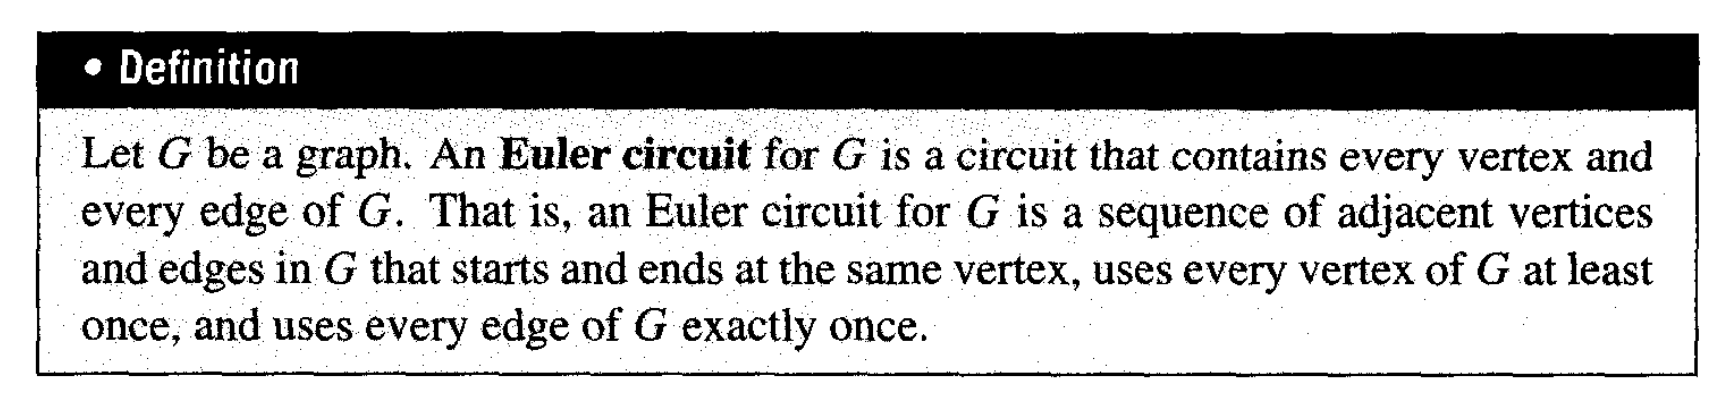 • Definition
Let G be a graph. An Euler circuit for G is a circuit that contains every vertex and
every edge of G. That is, an Euler circuit for G is a sequence of adjacent vertices
and edges in G that starts and ends at the same vertex, uses every vertex of G at least
once, and uses every edge of G exactly once.